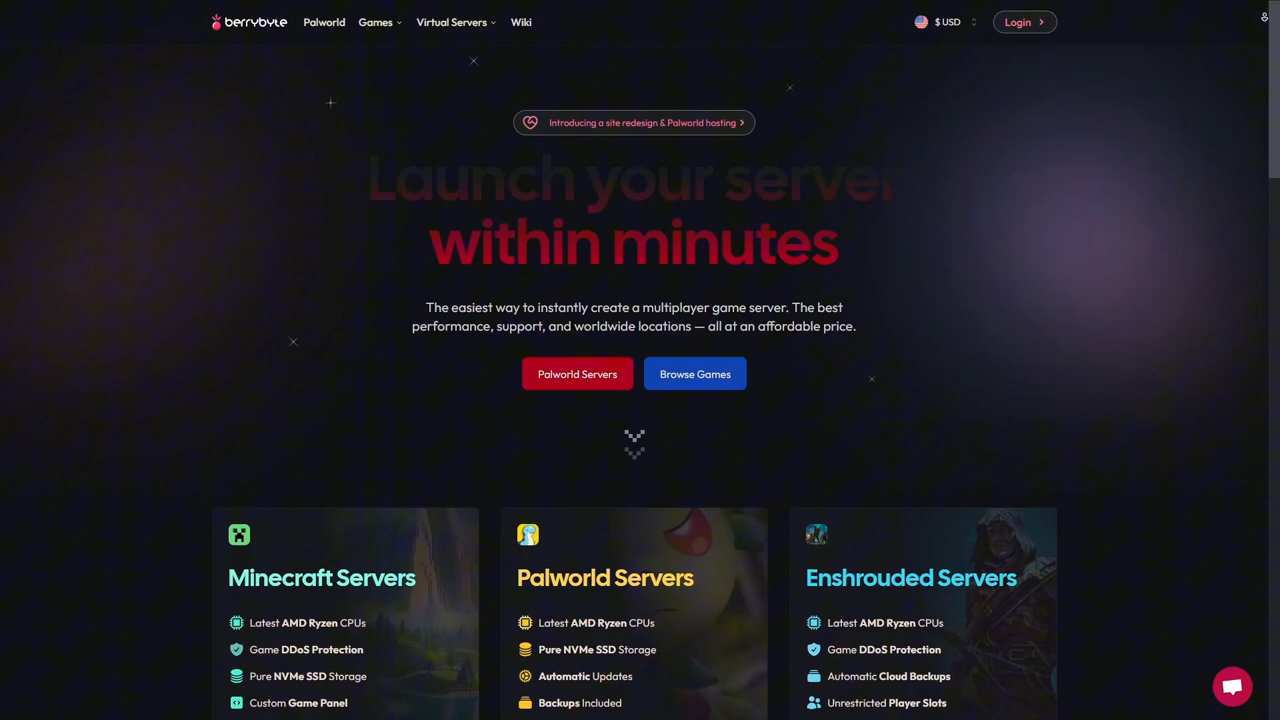 berrybyte Palworld Games Virtual Servers Wiki $ USD Login
Introducing a site redesign & Palworld hosting
Launch your server
within minutes
The easiest way to instantly create a multiplayer game server. The best
performance, support, and worldwide locations — all at an affordable price.
Palworld Servers Browse Games
Minecraft Servers
Latest AMD Ryzen CPUs
Game DDoS Protection
Pure NVMe SSD Storage
Custom Game Panel
Palworld Servers
Latest AMD Ryzen CPUs
Pure NVMe SSD Storage
Automatic Updates
Backups Included
Enshrouded Servers
Latest AMD Ryzen CPUs
Game DDoS Protection
Automatic Cloud Backups
Unrestricted Player Slots